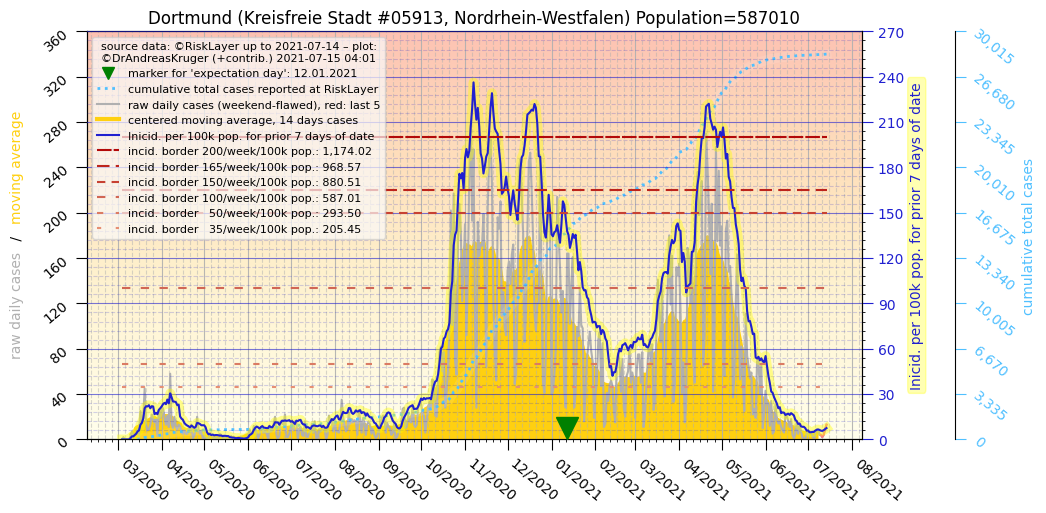 Dortmund (Kreisfreie Stadt #05913, Nordrhein-Westfalen) Population=587010
source data: ©RiskLayer up to 2021-07-14 – plot:
©DrAndreasKruger (+contrib.) 2021-07-15 04:01
marker for 'expectation day': 12.01.2021
cumulative total cases reported at RiskLayer
raw daily cases (weekend-flawed), red: last 5
centered moving average, 14 days cases
Inicid. per 100k pop. for prior 7 days of date
incid. border 200/week/100k pop.: 1,174.02
incid. border 165/week/100k pop.: 968.57
incid. border 150/week/100k pop.: 880.51
incid. border 100/week/100k pop.: 587.01
incid. border 50/week/100k pop.: 293.50
incid. border 35/week/100k pop.: 205.45
raw daily cases / moving average
360
320
280
240
200
160
120
80
40
0
270
240
210
180
150
120
90
60
30
0
Inicid. per 100k pop. for prior 7 days of date
30,015
26,680
23,345
20,010
16,675
13,340
10,005
6,670
3,335
0
cumulative total cases
03/2020
04/2020
05/2020
06/2020
07/2020
08/2020
09/2020
10/2020
11/2020
12/2020
01/2021
02/2021
03/2021
04/2021
05/2021
06/2021
07/2021
08/2021